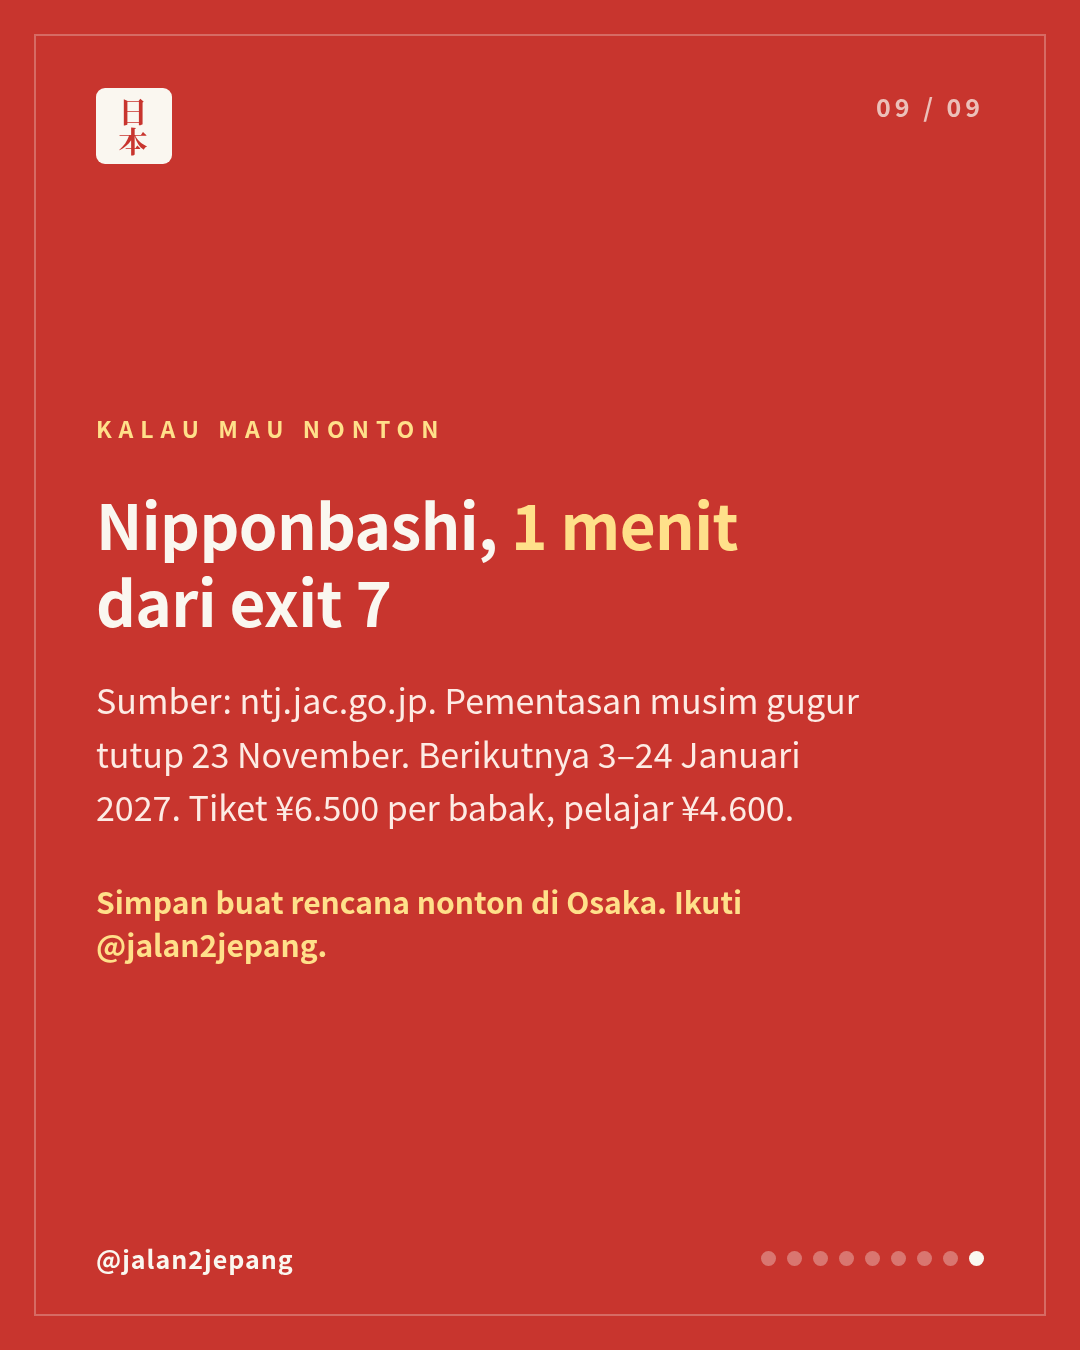 日本
09 / 09
KALAU MAU NONTON
Nipponbashi, 1 menit
dari exit 7
Sumber: ntj.jac.go.jp. Pementasan musim gugur
tutup 23 November. Berikutnya 3–24 Januari
2027. Tiket ¥6.500 per babak, pelajar ¥4.600.
Simpan buat rencana nonton di Osaka. Ikuti
@jalan2jepang.
@jalan2jepang